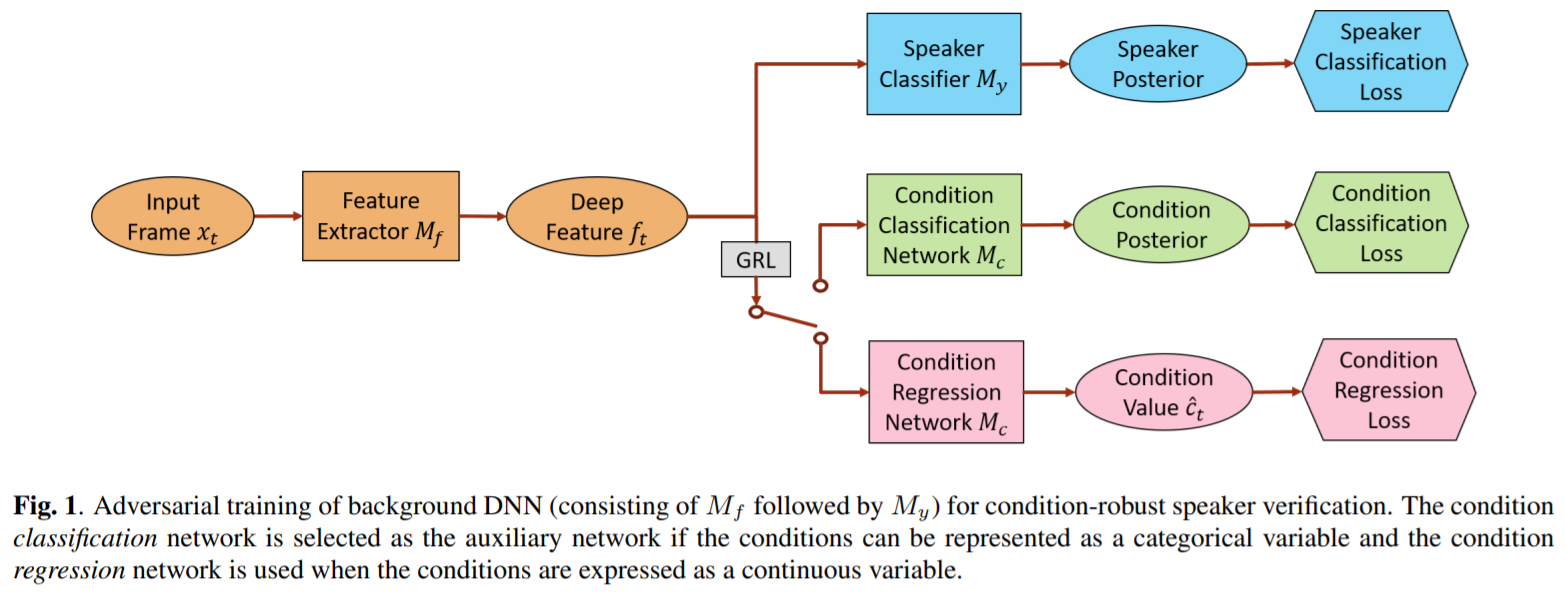 Speaker
Classifier M_y
Speaker
Posterior
Speaker
Classification
Loss
Input
Frame x_t
Feature
Extractor M_f
Deep
Feature f_t
GRL
Condition
Classification
Network M_c
Condition
Posterior
Condition
Classification
Loss
Condition
Regression
Network M_c
Condition
Value ĉ_t
Condition
Regression
Loss
Fig. 1. Adversarial training of background DNN (consisting of M_f followed by M_y) for condition-robust speaker verification. The condition
classification network is selected as the auxiliary network if the conditions can be represented as a categorical variable and the condition
regression network is used when the conditions are expressed as a continuous variable.